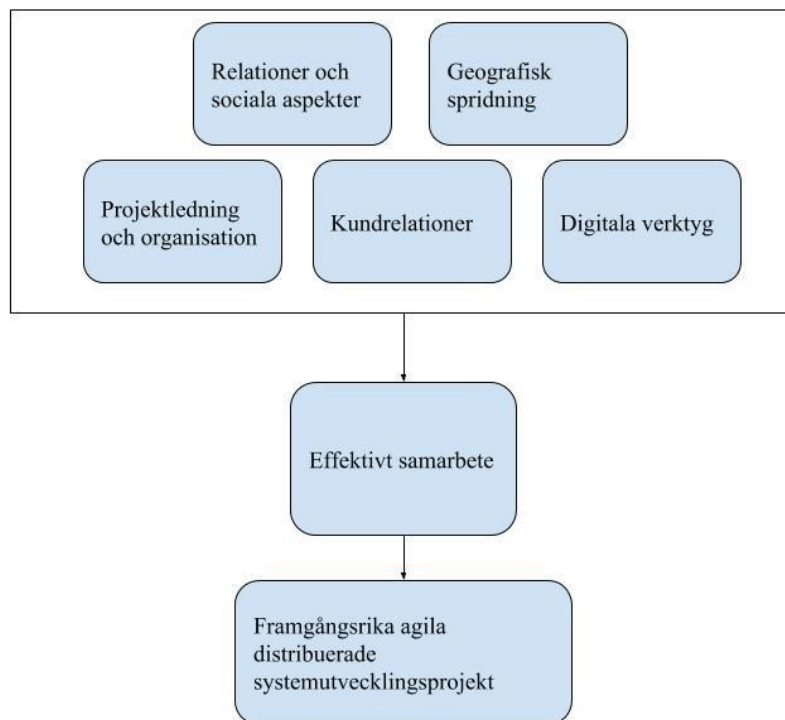 Relationer och
sociala aspekter
Geografisk
spridning
Projektledning
och organisation
Kundrelationer
Digitala verktyg
Effektivt samarbete
Framgångsrika agila
distribuerade
systemutvecklingsprojekt